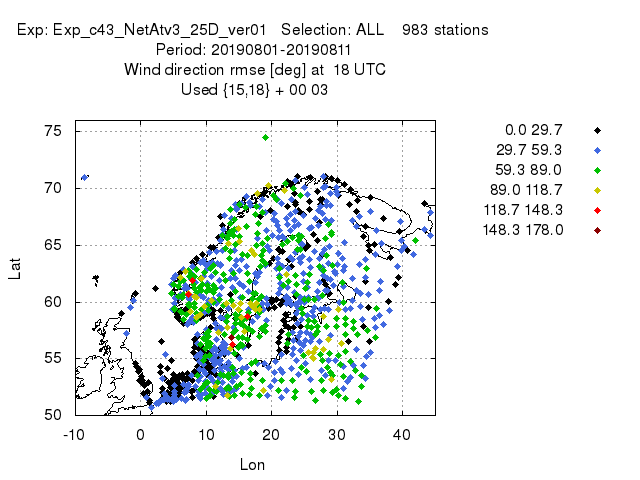 Exp: Exp_c43_NetAtv3_25D_ver01 Selection: ALL 983 stations
Period: 20190801-20190811
Wind direction rmse [deg] at 18 UTC
Used {15,18} + 00 03
0.0 29.7
29.7 59.3
59.3 89.0
89.0 118.7
118.7 148.3
148.3 178.0
75
70
65
60
55
50
Lat
-10 0 10 20 30 40
Lon